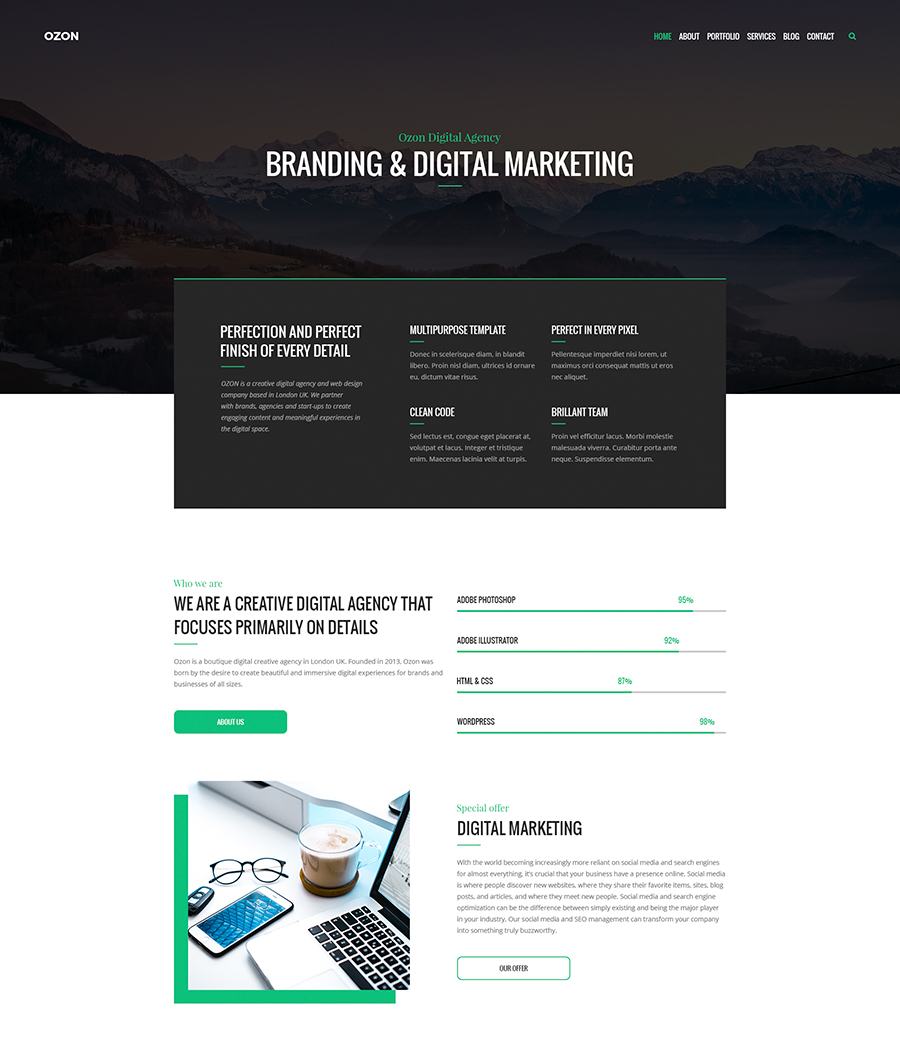 OZON
HOME ABOUT PORTFOLIO SERVICES BLOG CONTACT
Ozon Digital Agency
BRANDING & DIGITAL MARKETING
PERFECTION AND PERFECT
FINISH OF EVERY DETAIL
OZON is a creative digital agency and web design
company based in London UK. We partner
with brands, agencies and start-ups to create
engaging content and meaningful experiences in
the digital space.
MULTIPURPOSE TEMPLATE
Donec in scelerisque diam, in blandit
libero. Proin nisl diam, ultrices id ornare
eu, dictum vitae risus.
PERFECT IN EVERY PIXEL
Pellentesque imperdiet nisi lorem, ut
maximus orci consequat mattis ut eros
nec aliquet.
CLEAN CODE
Sed lectus est, congue eget placerat at,
volutpat et lacus. Integer et tristique
enim. Maecenas lacinia velit at turpis.
BRILLANT TEAM
Proin vel efficitur lacus. Morbi molestie
malesuada viverra. Curabitur porta ante
neque. Suspendisse elementum.
Who we are
WE ARE A CREATIVE DIGITAL AGENCY THAT
FOCUSES PRIMARILY ON DETAILS
Ozon is a boutique digital creative agency in London UK. Founded in 2013, Ozon was
born by the desire to create beautiful and immersive digital experiences for brands and
businesses of all sizes.
ABOUT US
ADOBE PHOTOSHOP 95%
ADOBE ILLUSTRATOR 92%
HTML & CSS 87%
WORDPRESS 98%
Special offer
DIGITAL MARKETING
With the world becoming increasingly more reliant on social media and search engines
for almost everything, it's crucial that your business have a presence online. Social media
is where people discover new websites, where they share their favorite items, sites, blog
posts, and articles, and where they meet new people. Social media and search engine
optimization can be the difference between simply existing and being the major player
in your industry. Our social media and SEO management can transform your company
into something truly buzzworthy.
OUR OFFER